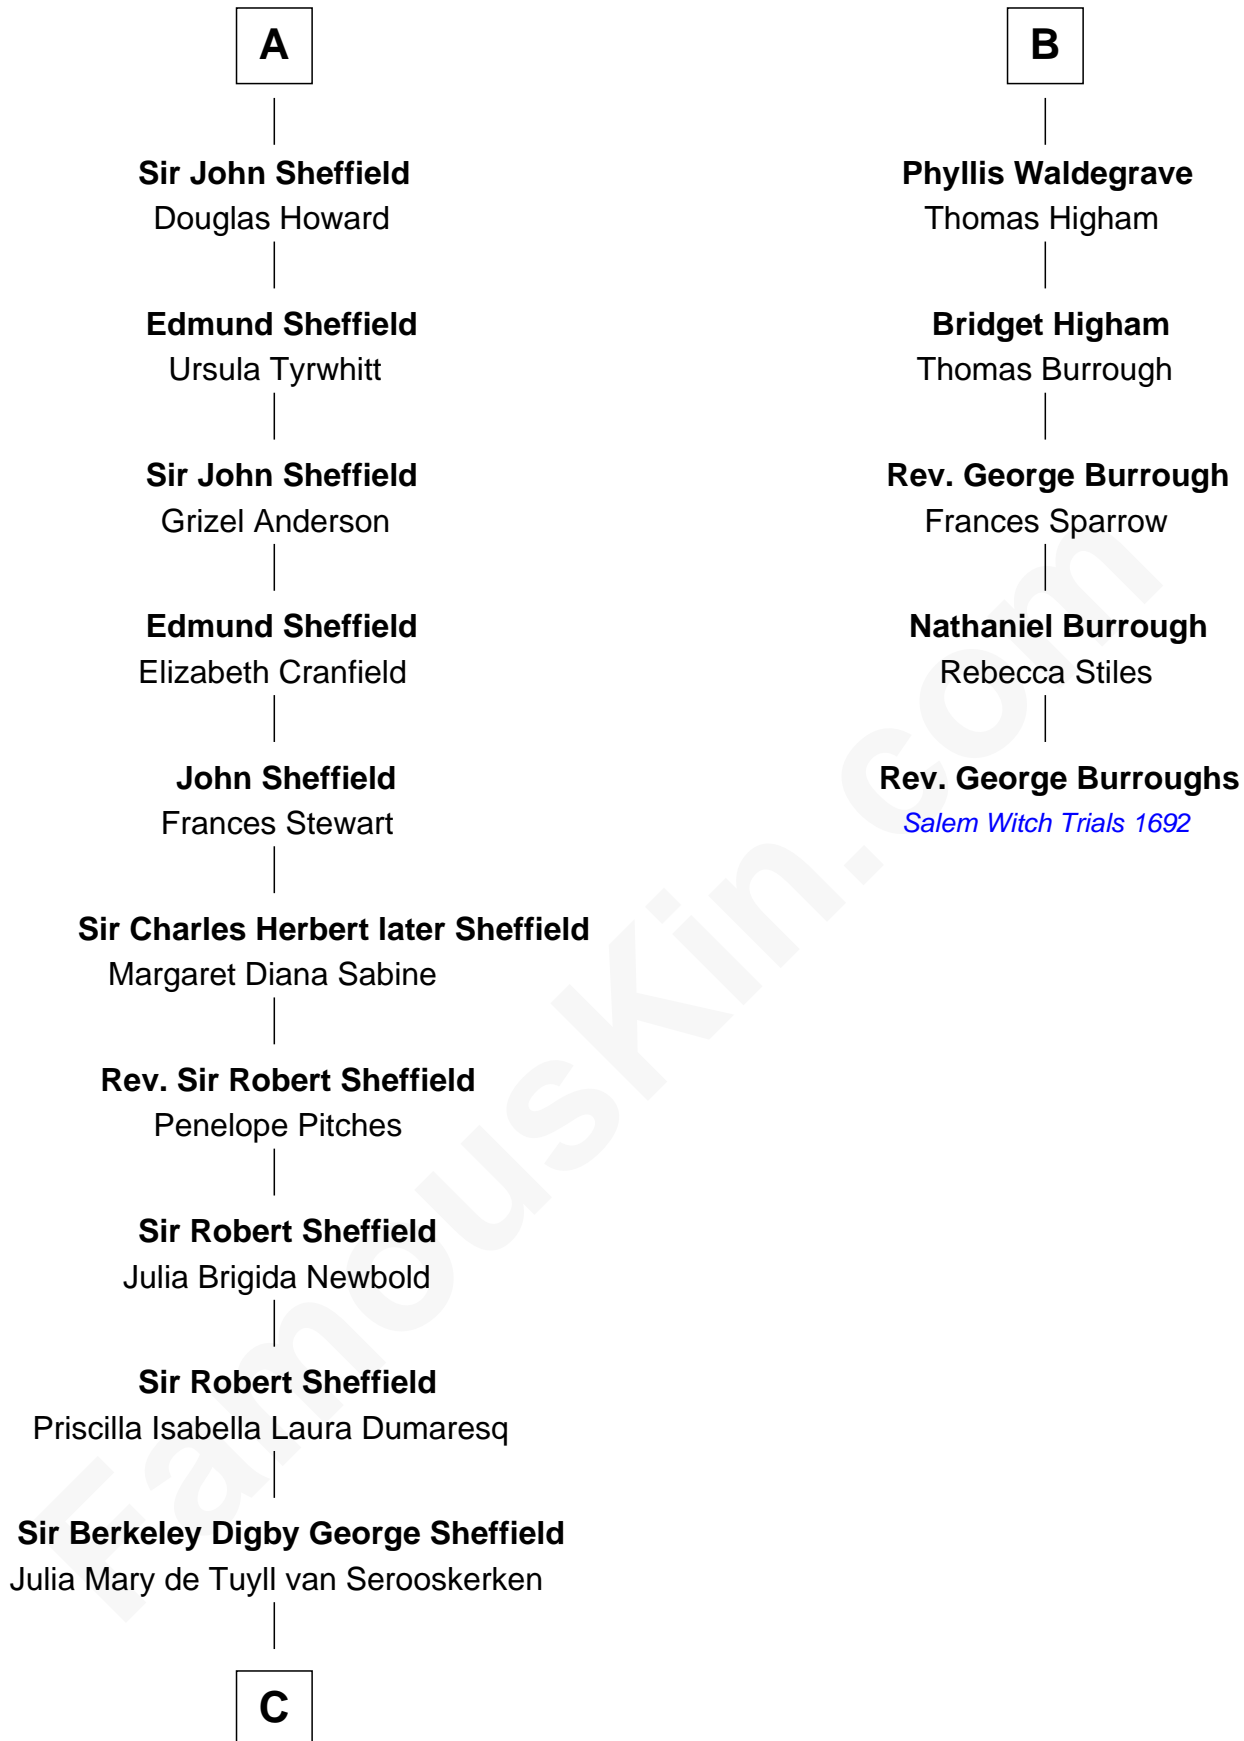 A
Sir John Sheffield
Douglas Howard
Edmund Sheffield
Ursula Tyrwhitt
Sir John Sheffield
Grizel Anderson
Edmund Sheffield
Elizabeth Cranfield
John Sheffield
Frances Stewart
Sir Charles Herbert later Sheffield
Margaret Diana Sabine
Rev. Sir Robert Sheffield
Penelope Pitches
Sir Robert Sheffield
Julia Brigida Newbold
Sir Robert Sheffield
Priscilla Isabella Laura Dumaresq
Sir Berkeley Digby George Sheffield
Julia Mary de Tuyll van Serooskerken
C
B
Phyllis Waldegrave
Thomas Higham
Bridget Higham
Thomas Burrough
Rev. George Burrough
Frances Sparrow
Nathaniel Burrough
Rebecca Stiles
Rev. George Burroughs
Salem Witch Trials 1692
FamousKin.com